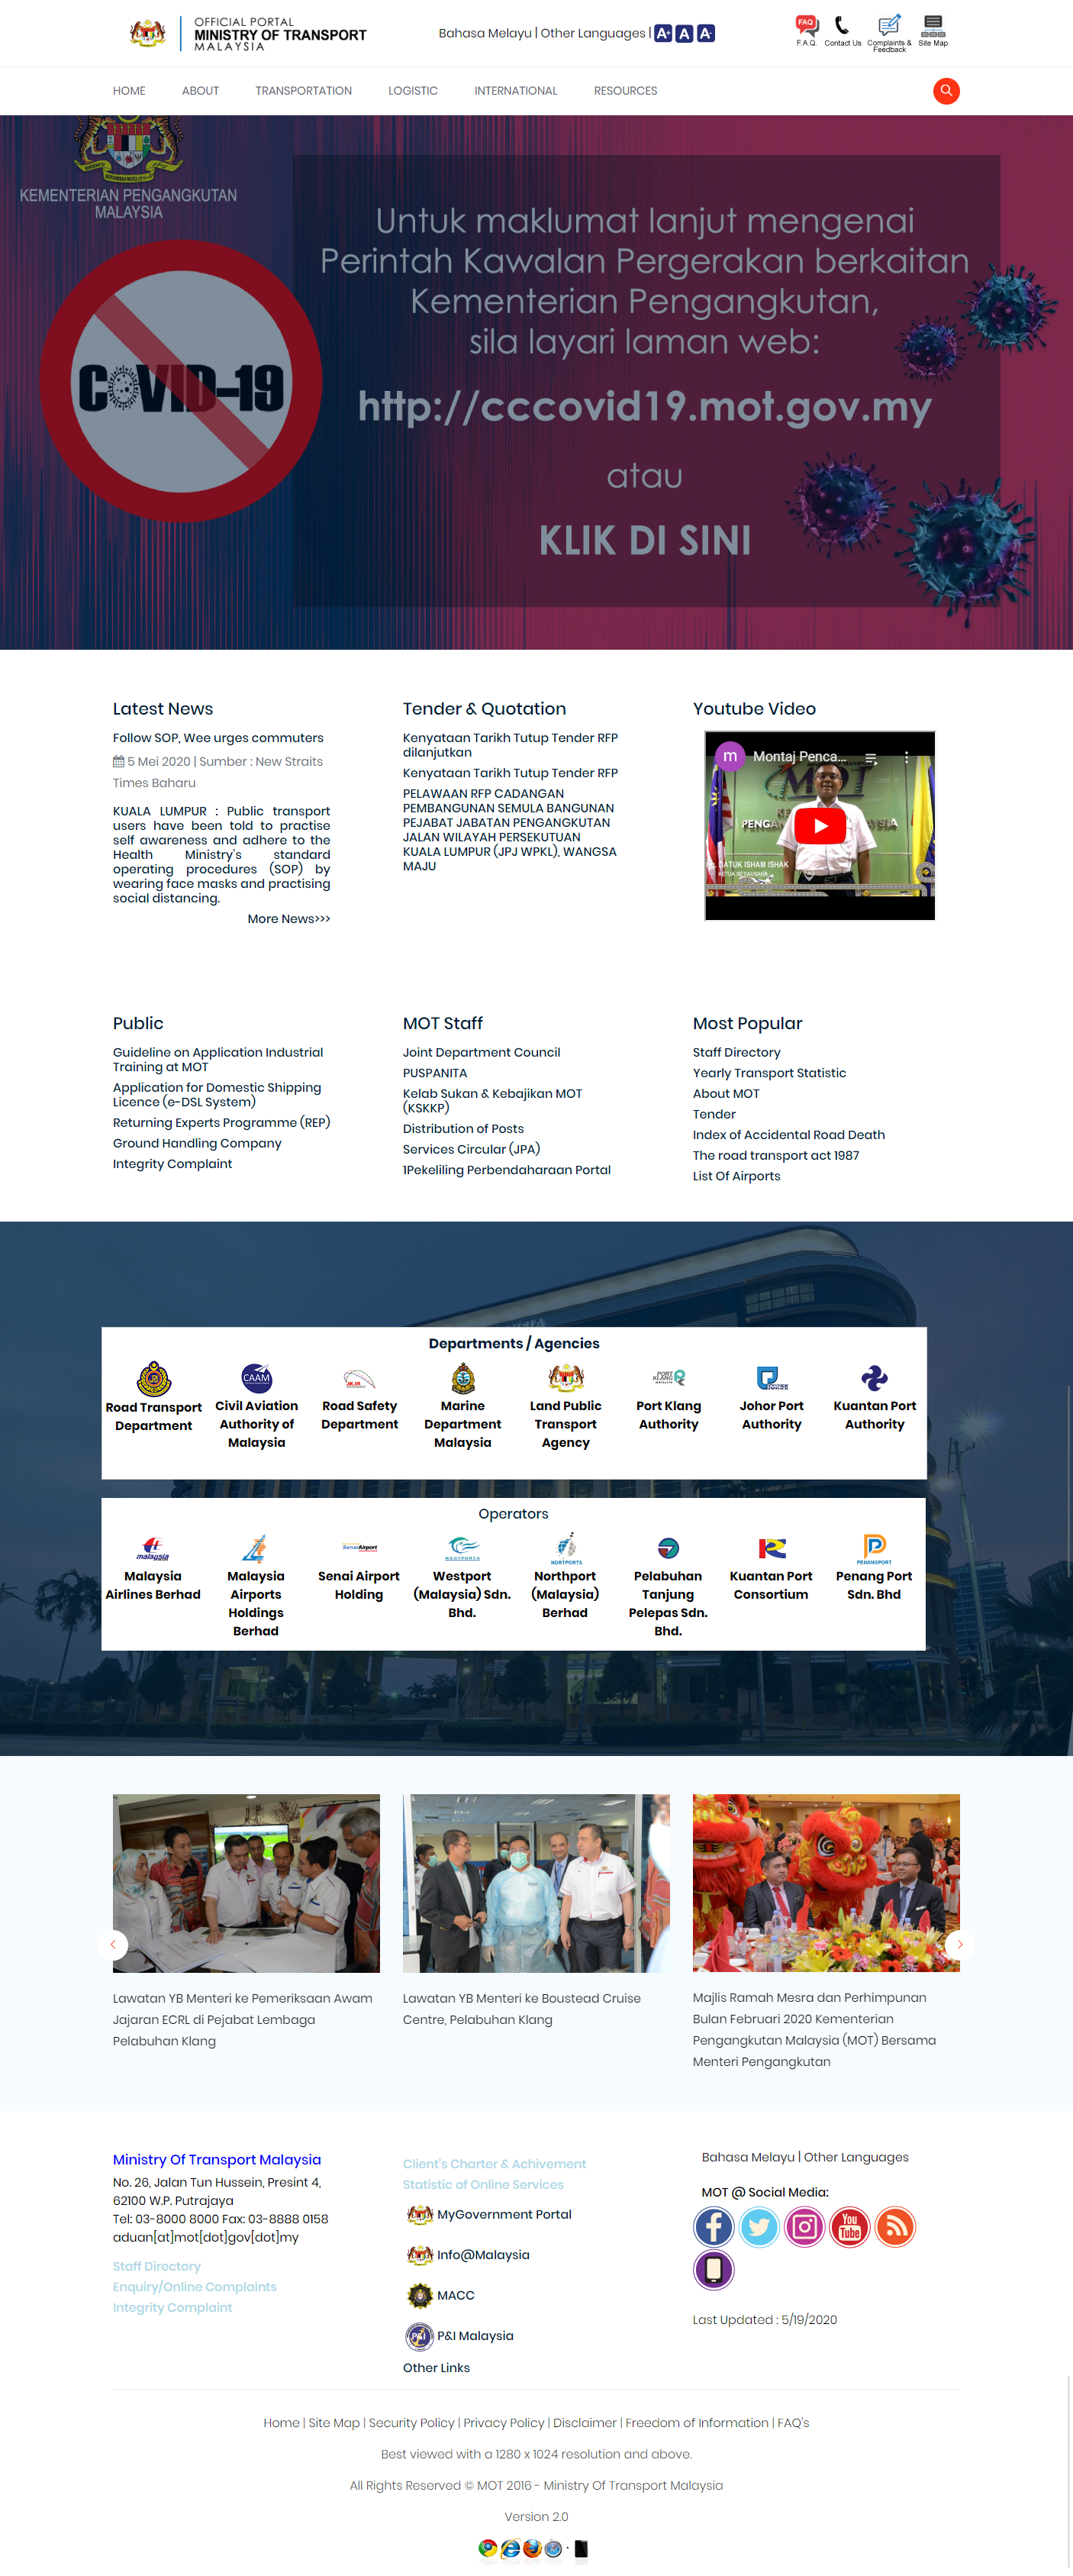 OFFICIAL PORTAL
MINISTRY OF TRANSPORT
MALAYSIA
Bahasa Melayu | Other Languages | A+ A A-
F.A.Q.
Contact Us
Complaints &
Feedback
Site Map
HOME ABOUT TRANSPORTATION LOGISTIC INTERNATIONAL RESOURCES
KEMENTERIAN PENGANGKUTAN
MALAYSIA
COVID-19
Untuk maklumat lanjut mengenai
Perintah Kawalan Pergerakan berkaitan
Kementerian Pengangkutan,
sila layari laman web:
http://cccovid19.mot.gov.my
atau
KLIK DI SINI
Latest News
Follow SOP, Wee urges commuters
5 Mei 2020 | Sumber : New Straits
Times Baharu
KUALA LUMPUR : Public transport
users have been told to practise
self awareness and adhere to the
Health Ministry's standard
operating procedures (SOP) by
wearing face masks and practising
social distancing.
More News>>>
Tender & Quotation
Kenyataan Tarikh Tutup Tender RFP
dilanjutkan
Kenyataan Tarikh Tutup Tender RFP
PELAWAAN RFP CADANGAN
PEMBANGUNAN SEMULA BANGUNAN
PEJABAT JABATAN PENGANGKUTAN
JALAN WILAYAH PERSEKUTUAN
KUALA LUMPUR (JPJ WPKL), WANGSA
MAJU
Youtube Video
m Montaj Penca...
DATUK ISHAM ISHAK
KETUA SETIAUSAHA
Public
Guideline on Application Industrial
Training at MOT
Application for Domestic Shipping
Licence (e-DSL System)
Returning Experts Programme (REP)
Ground Handling Company
Integrity Complaint
MOT Staff
Joint Department Council
PUSPANITA
Kelab Sukan & Kebajikan MOT
(KSKKP)
Distribution of Posts
Services Circular (JPA)
1Pekeliling Perbendaharaan Portal
Most Popular
Staff Directory
Yearly Transport Statistic
About MOT
Tender
Index of Accidental Road Death
The road transport act 1987
List Of Airports
Departments / Agencies
Road Transport
Department
CAAM
Civil Aviation
Authority of
Malaysia
Road Safety
Department
Marine
Department
Malaysia
Land Public
Transport
Agency
PORT
KLANG
Port Klang
Authority
Johor Port
Authority
Kuantan Port
Authority
Operators
malaysia
Malaysia
Airlines Berhad
Malaysia
Airports
Holdings
Berhad
Senai Airport
Senai Airport
Holding
WESTPORTS
Westport
(Malaysia) Sdn.
Bhd.
NORTPORTS
Northport
(Malaysia)
Berhad
Pelabuhan
Tanjung
Pelepas Sdn.
Bhd.
Kuantan Port
Consortium
PENANGPORT
Penang Port
Sdn. Bhd
Lawatan YB Menteri ke Pemeriksaan Awam
Jajaran ECRL di Pejabat Lembaga
Pelabuhan Klang
Lawatan YB Menteri ke Boustead Cruise
Centre, Pelabuhan Klang
Majlis Ramah Mesra dan Perhimpunan
Bulan Februari 2020 Kementerian
Pengangkutan Malaysia (MOT) Bersama
Menteri Pengangkutan
Ministry Of Transport Malaysia
No. 26, Jalan Tun Hussein, Presint 4,
62100 W.P. Putrajaya
Tel: 03-8000 8000 Fax: 03-8888 0158
aduan[at]mot[dot]gov[dot]my
Staff Directory
Enquiry/Online Complaints
Integrity Complaint
Client's Charter & Achivement
Statistic of Online Services
MyGovernment Portal
Info@Malaysia
MACC
P&I Malaysia
Other Links
Bahasa Melayu | Other Languages
MOT @ Social Media:
You
Tube
Last Updated : 5/19/2020
Home | Site Map | Security Policy | Privacy Policy | Disclaimer | Freedom of Information | FAQ's
Best viewed with a 1280 x 1024 resolution and above.
All Rights Reserved © MOT 2016 - Ministry Of Transport Malaysia
Version 2.0